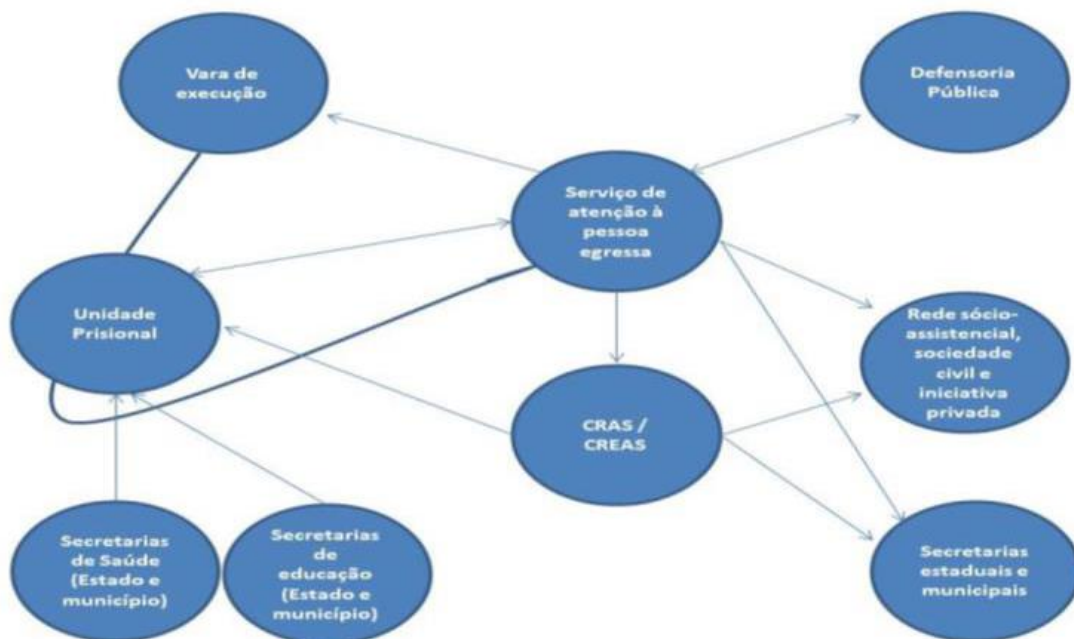 Vara de
execução
Defensoria
Pública
Serviço de
atenção à
pessoa
egressa
Unidade
Prisional
Rede sócio-
assistencial,
sociedade
civil e
iniciativa
privada
CRAS /
CREAS
Secretarias
de Saúde
(Estado e
município)
Secretarias
de
educação
(Estado e
município)
Secretarias
estaduais e
municipais